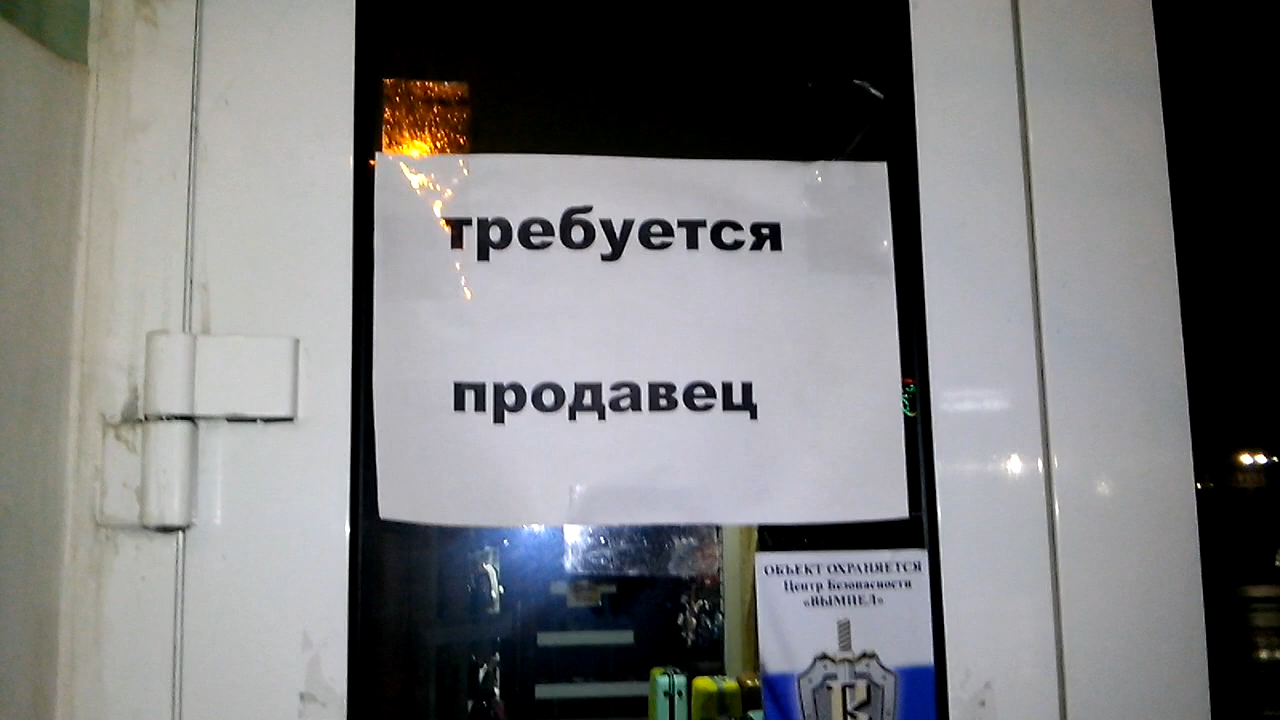 требуется
продавец
ОБЪЕКТ ОХРАНЯЕТСЯ
Центр Безопасности
«ВЫМПЕЛ»